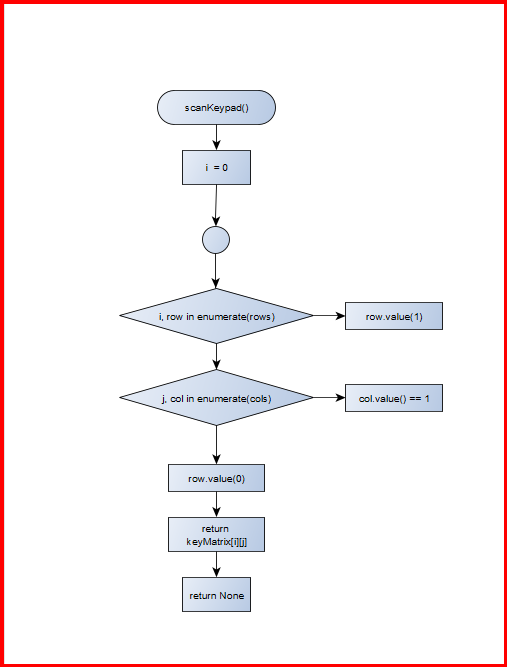 scanKeypad()
i = 0
i, row in enumerate(rows)
row.value(1)
j, col in enumerate(cols)
col.value() == 1
row.value(0)
return
keyMatrix[i][j]
return None